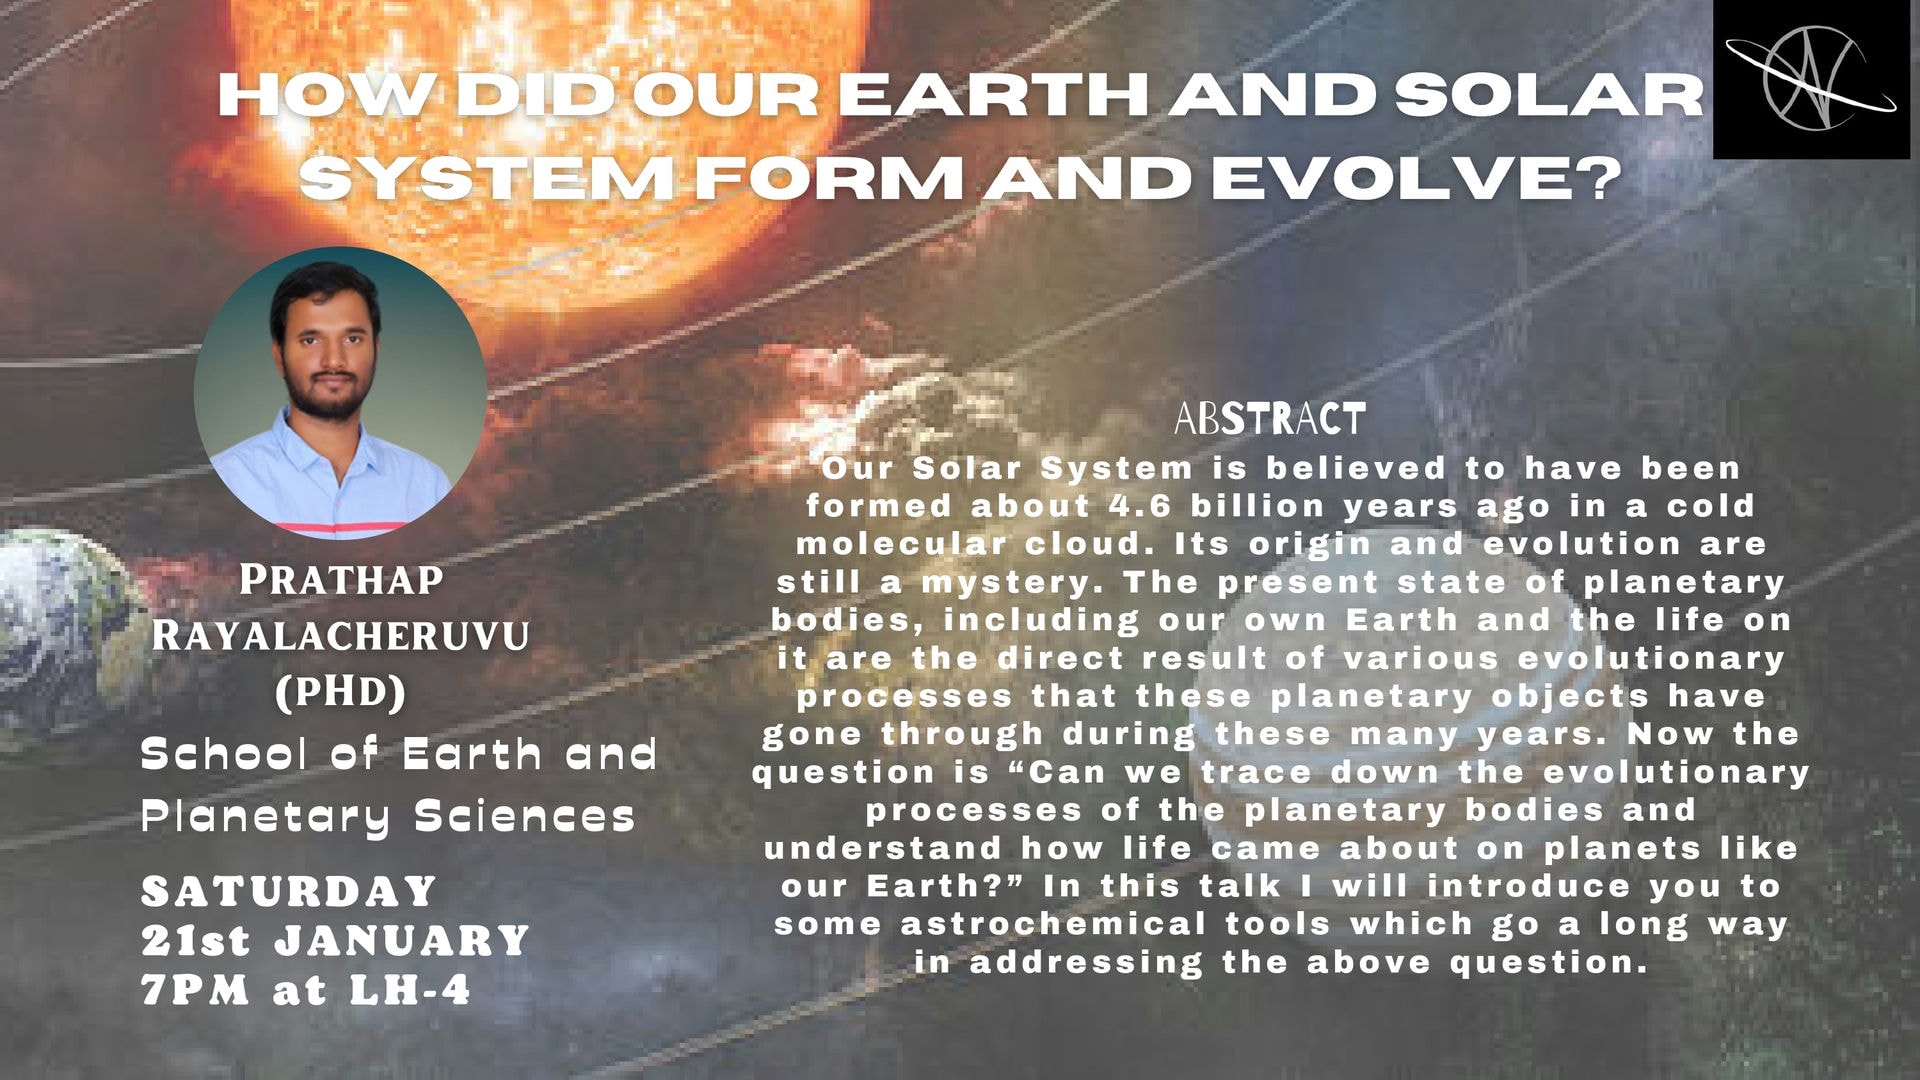 HOW DID OUR EARTH AND SOLAR
SYSTEM FORM AND EVOLVE?
PRATHAP
RAYALACHERUVU
(PHD)
School of Earth and
Planetary Sciences
SATURDAY
21st JANUARY
7PM at LH-4
ABSTRACT
Our Solar System is believed to have been
formed about 4.6 billion years ago in a cold
molecular cloud. Its origin and evolution are
still a mystery. The present state of planetary
bodies, including our own Earth and the life on
it are the direct result of various evolutionary
processes that these planetary objects have
gone through during these many years. Now the
question is “Can we trace down the evolutionary
processes of the planetary bodies and
understand how life came about on planets like
our Earth?” In this talk I will introduce you to
some astrochemical tools which go a long way
in addressing the above question.